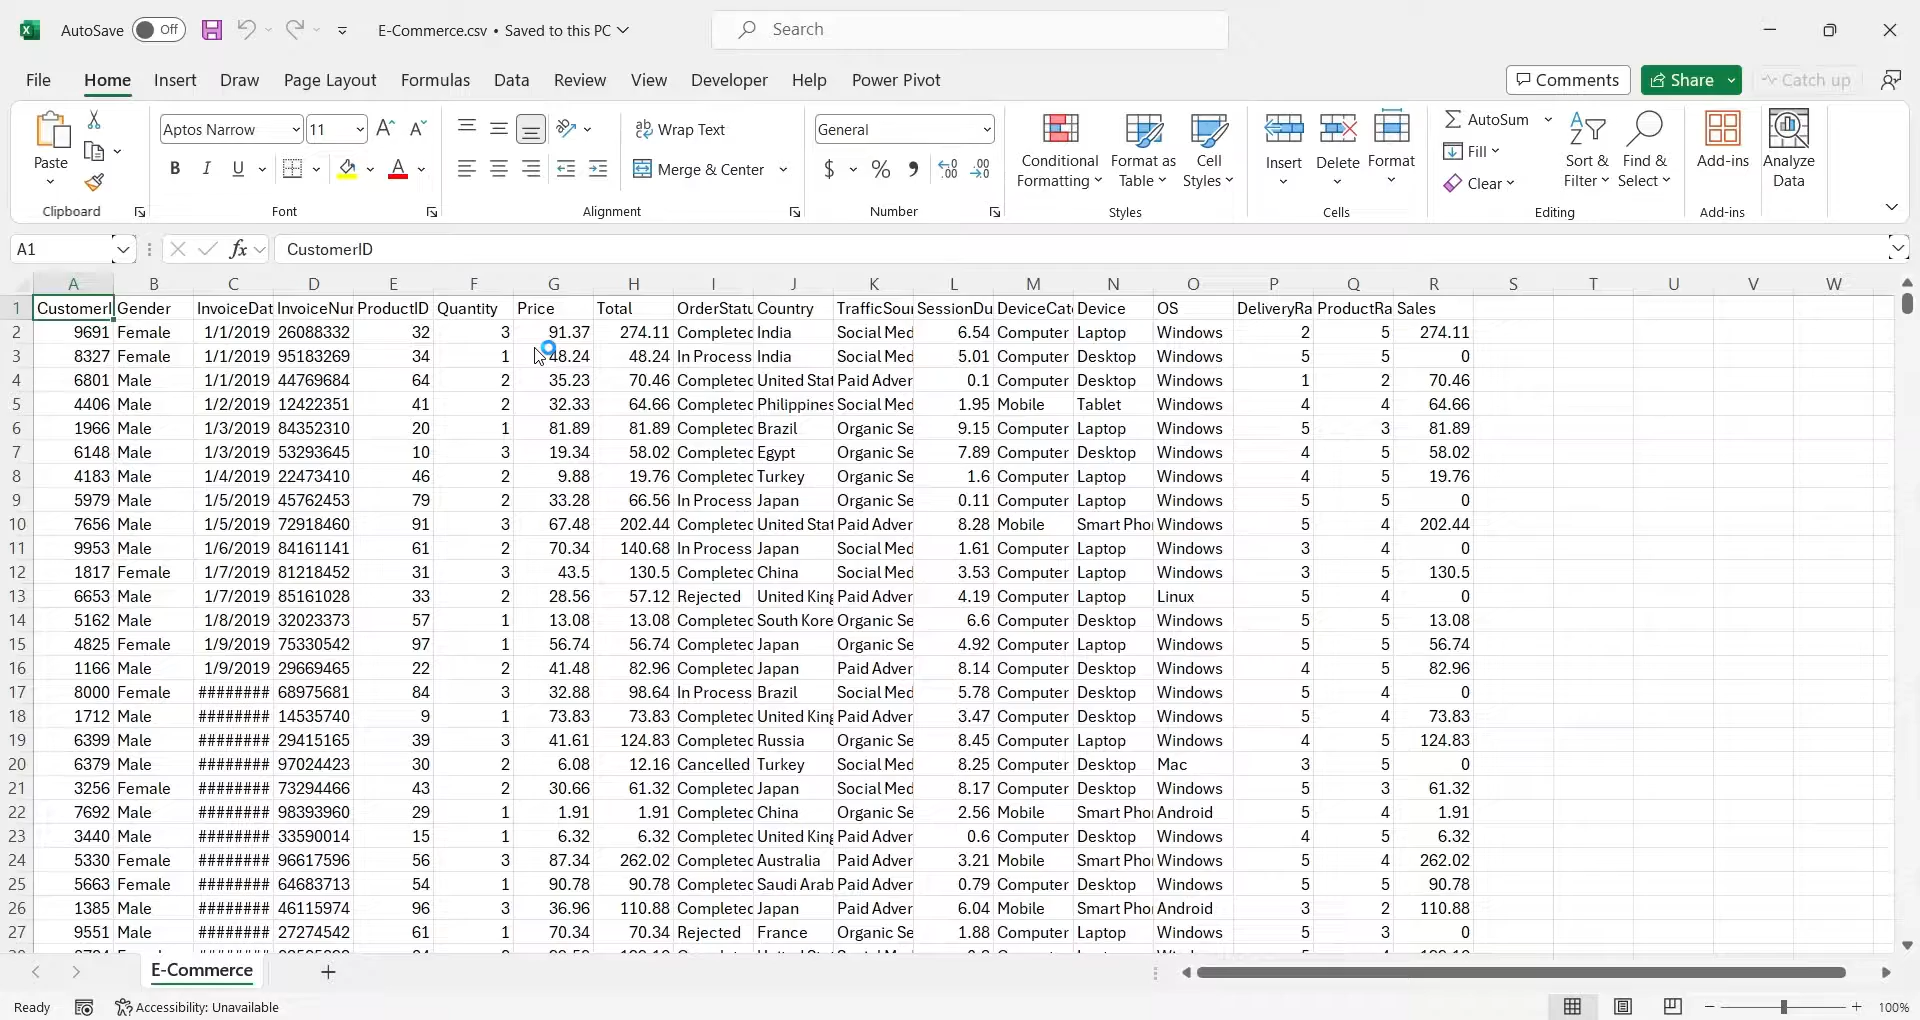 AutoSave Off E-Commerce.csv • Saved to this PC Search
File Home Insert Draw Page Layout Formulas Data Review View Developer Help Power Pivot Comments Share Catch up
Paste Aptos Narrow 11 Wrap Text General Conditional Formatting Format as Table Cell Styles Insert Delete Format AutoSum Sort & Filter Find & Select Add-ins Analyze Data
B I U Merge & Center $ % Fill Clear
Clipboard Font Alignment Number Styles Cells Editing Add-ins
A1 fx CustomerID
A B C D E F G H I J K L M N O P Q R S T U V W
1 CustomerI Gender InvoiceDat InvoiceNur ProductID Quantity Price Total OrderStatu Country TrafficSour SessionDu DeviceCate Device OS DeliveryRa ProductRa Sales
2 9691 Female 1/1/2019 26088332 32 3 91.37 274.11 Completed India Social Med 6.54 Computer Laptop Windows 2 5 274.11
3 8327 Female 1/1/2019 95183269 34 1 48.24 48.24 In Process India Social Med 5.01 Computer Desktop Windows 5 5 0
4 6801 Male 1/1/2019 44769684 64 2 35.23 70.46 Completed United Stat Paid Adver 0.1 Computer Desktop Windows 1 2 70.46
5 4406 Male 1/2/2019 12422351 41 2 32.33 64.66 Completed Philippines Social Med 1.95 Mobile Tablet Windows 4 4 64.66
6 1966 Male 1/3/2019 84352310 20 1 81.89 81.89 Completed Brazil Organic Se 9.15 Computer Laptop Windows 5 3 81.89
7 6148 Male 1/3/2019 53293645 10 3 19.34 58.02 Completed Egypt Organic Se 7.89 Computer Desktop Windows 4 5 58.02
8 4183 Male 1/4/2019 22473410 46 2 9.88 19.76 Completed Turkey Organic Se 1.6 Computer Laptop Windows 4 5 19.76
9 5979 Male 1/5/2019 45762453 79 2 33.28 66.56 In Process Japan Organic Se 0.11 Computer Laptop Windows 5 5 0
10 7656 Male 1/5/2019 72918460 91 3 67.48 202.44 Completed United Stat Paid Adver 8.28 Mobile Smart Pho Windows 5 4 202.44
11 9953 Male 1/6/2019 84161141 61 2 70.34 140.68 In Process Japan Social Med 1.61 Computer Laptop Windows 3 4 0
12 1817 Female 1/7/2019 81218452 31 3 43.5 130.5 Completed China Social Med 3.53 Computer Laptop Windows 3 5 130.5
13 6653 Male 1/7/2019 85161028 33 2 28.56 57.12 Rejected United King Paid Adver 4.19 Computer Laptop Linux 5 4 0
14 5162 Male 1/8/2019 32023373 57 1 13.08 13.08 Completed South Kore Organic Se 6.6 Computer Desktop Windows 5 5 13.08
15 4825 Female 1/9/2019 75330542 97 1 56.74 56.74 Completed Japan Organic Se 4.92 Computer Laptop Windows 5 5 56.74
16 1166 Male 1/9/2019 29669465 22 2 41.48 82.96 Completed Japan Paid Adver 8.14 Computer Desktop Windows 4 5 82.96
17 8000 Female ######## 68975681 84 3 32.88 98.64 In Process Brazil Social Med 5.78 Computer Desktop Windows 5 4 0
18 1712 Male ######## 14535740 9 1 73.83 73.83 Completed United King Paid Adver 3.47 Computer Desktop Windows 5 4 73.83
19 6399 Male ######## 29415165 39 3 41.61 124.83 Completed Russia Organic Se 8.45 Computer Laptop Windows 4 5 124.83
20 6379 Male ######## 97024423 30 2 6.08 12.16 Cancelled Turkey Social Med 8.25 Computer Desktop Mac 3 5 0
21 3256 Female ######## 73294466 43 2 30.66 61.32 Completed Japan Social Med 8.17 Computer Desktop Windows 5 3 61.32
22 7692 Male ######## 98393960 29 1 1.91 1.91 Completed China Organic Se 2.56 Mobile Smart Pho Android 5 4 1.91
23 3440 Male ######## 33590014 15 1 6.32 6.32 Completed United King Paid Adver 0.6 Computer Desktop Windows 4 5 6.32
24 5330 Female ######## 96617596 56 3 87.34 262.02 Completed Australia Paid Adver 3.21 Mobile Smart Pho Windows 5 4 262.02
25 5663 Female ######## 64683713 54 1 90.78 90.78 Completed Saudi Arab Paid Adver 0.79 Computer Desktop Windows 5 5 90.78
26 1385 Male ######## 46115974 96 3 36.96 110.88 Completed Japan Paid Adver 6.04 Mobile Smart Pho Android 3 2 110.88
27 9551 Male ######## 27274542 61 1 70.34 70.34 Rejected France Organic Se 1.88 Computer Laptop Windows 5 3 0
E-Commerce
Ready Accessibility: Unavailable 100%